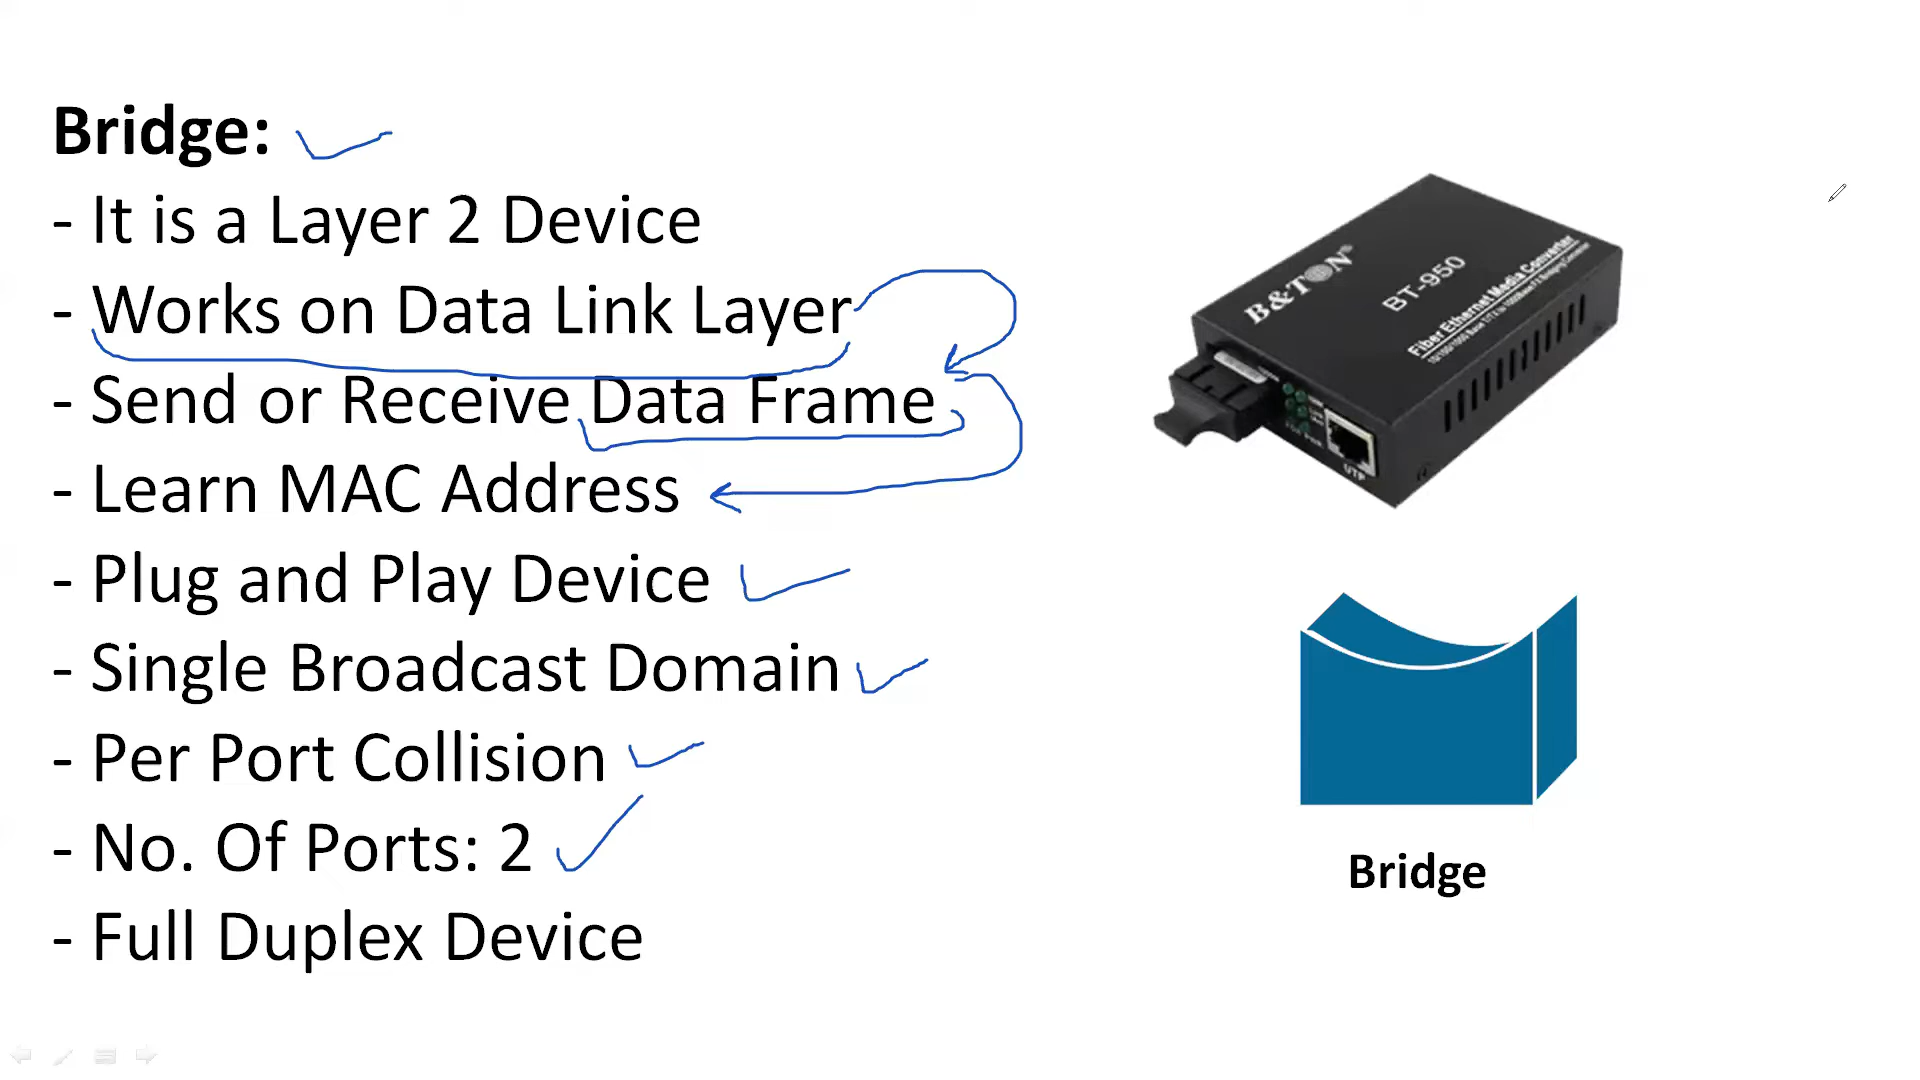 Bridge:
- It is a Layer 2 Device
- Works on Data Link Layer
- Send or Receive Data Frame
- Learn MAC Address
- Plug and Play Device
- Single Broadcast Domain
- Per Port Collision
- No. Of Ports: 2
- Full Duplex Device
B&TON®
BT-950
Fiber Ethernet Media Converter
UTP
Bridge